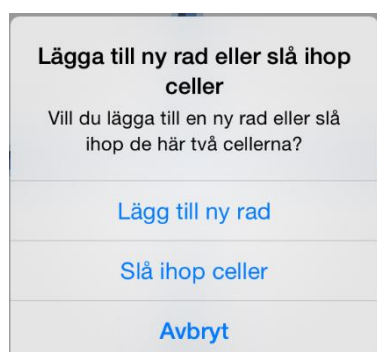 Lägga till ny rad eller slå ihop
celler
Vill du lägga till en ny rad eller slå
ihop de här två cellerna?
Lägg till ny rad
Slå ihop celler
Avbryt